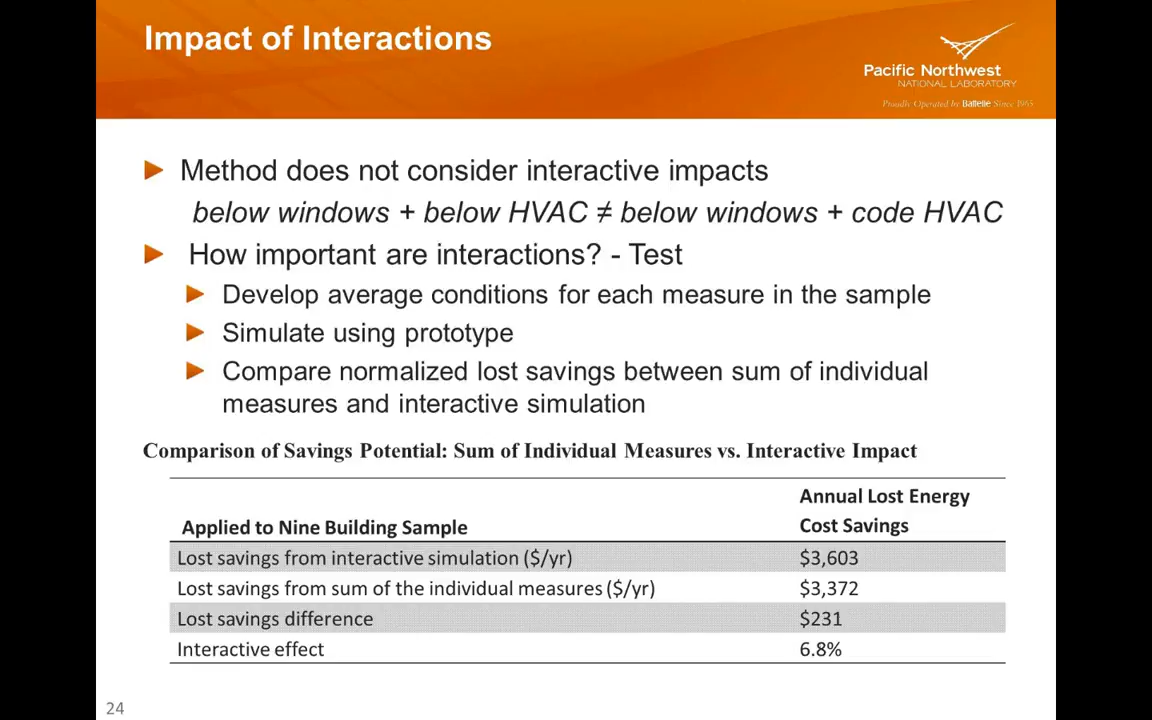 Impact of Interactions
Pacific Northwest
NATIONAL LABORATORY
Proudly Operated by Battelle Since 1965
Method does not consider interactive impacts
below windows + below HVAC ≠ below windows + code HVAC
How important are interactions? - Test
Develop average conditions for each measure in the sample
Simulate using prototype
Compare normalized lost savings between sum of individual
measures and interactive simulation
Comparison of Savings Potential: Sum of Individual Measures vs. Interactive Impact
Applied to Nine Building Sample
Annual Lost Energy
Cost Savings
Lost savings from interactive simulation ($/yr) $3,603
Lost savings from sum of the individual measures ($/yr) $3,372
Lost savings difference $231
Interactive effect 6.8%
24